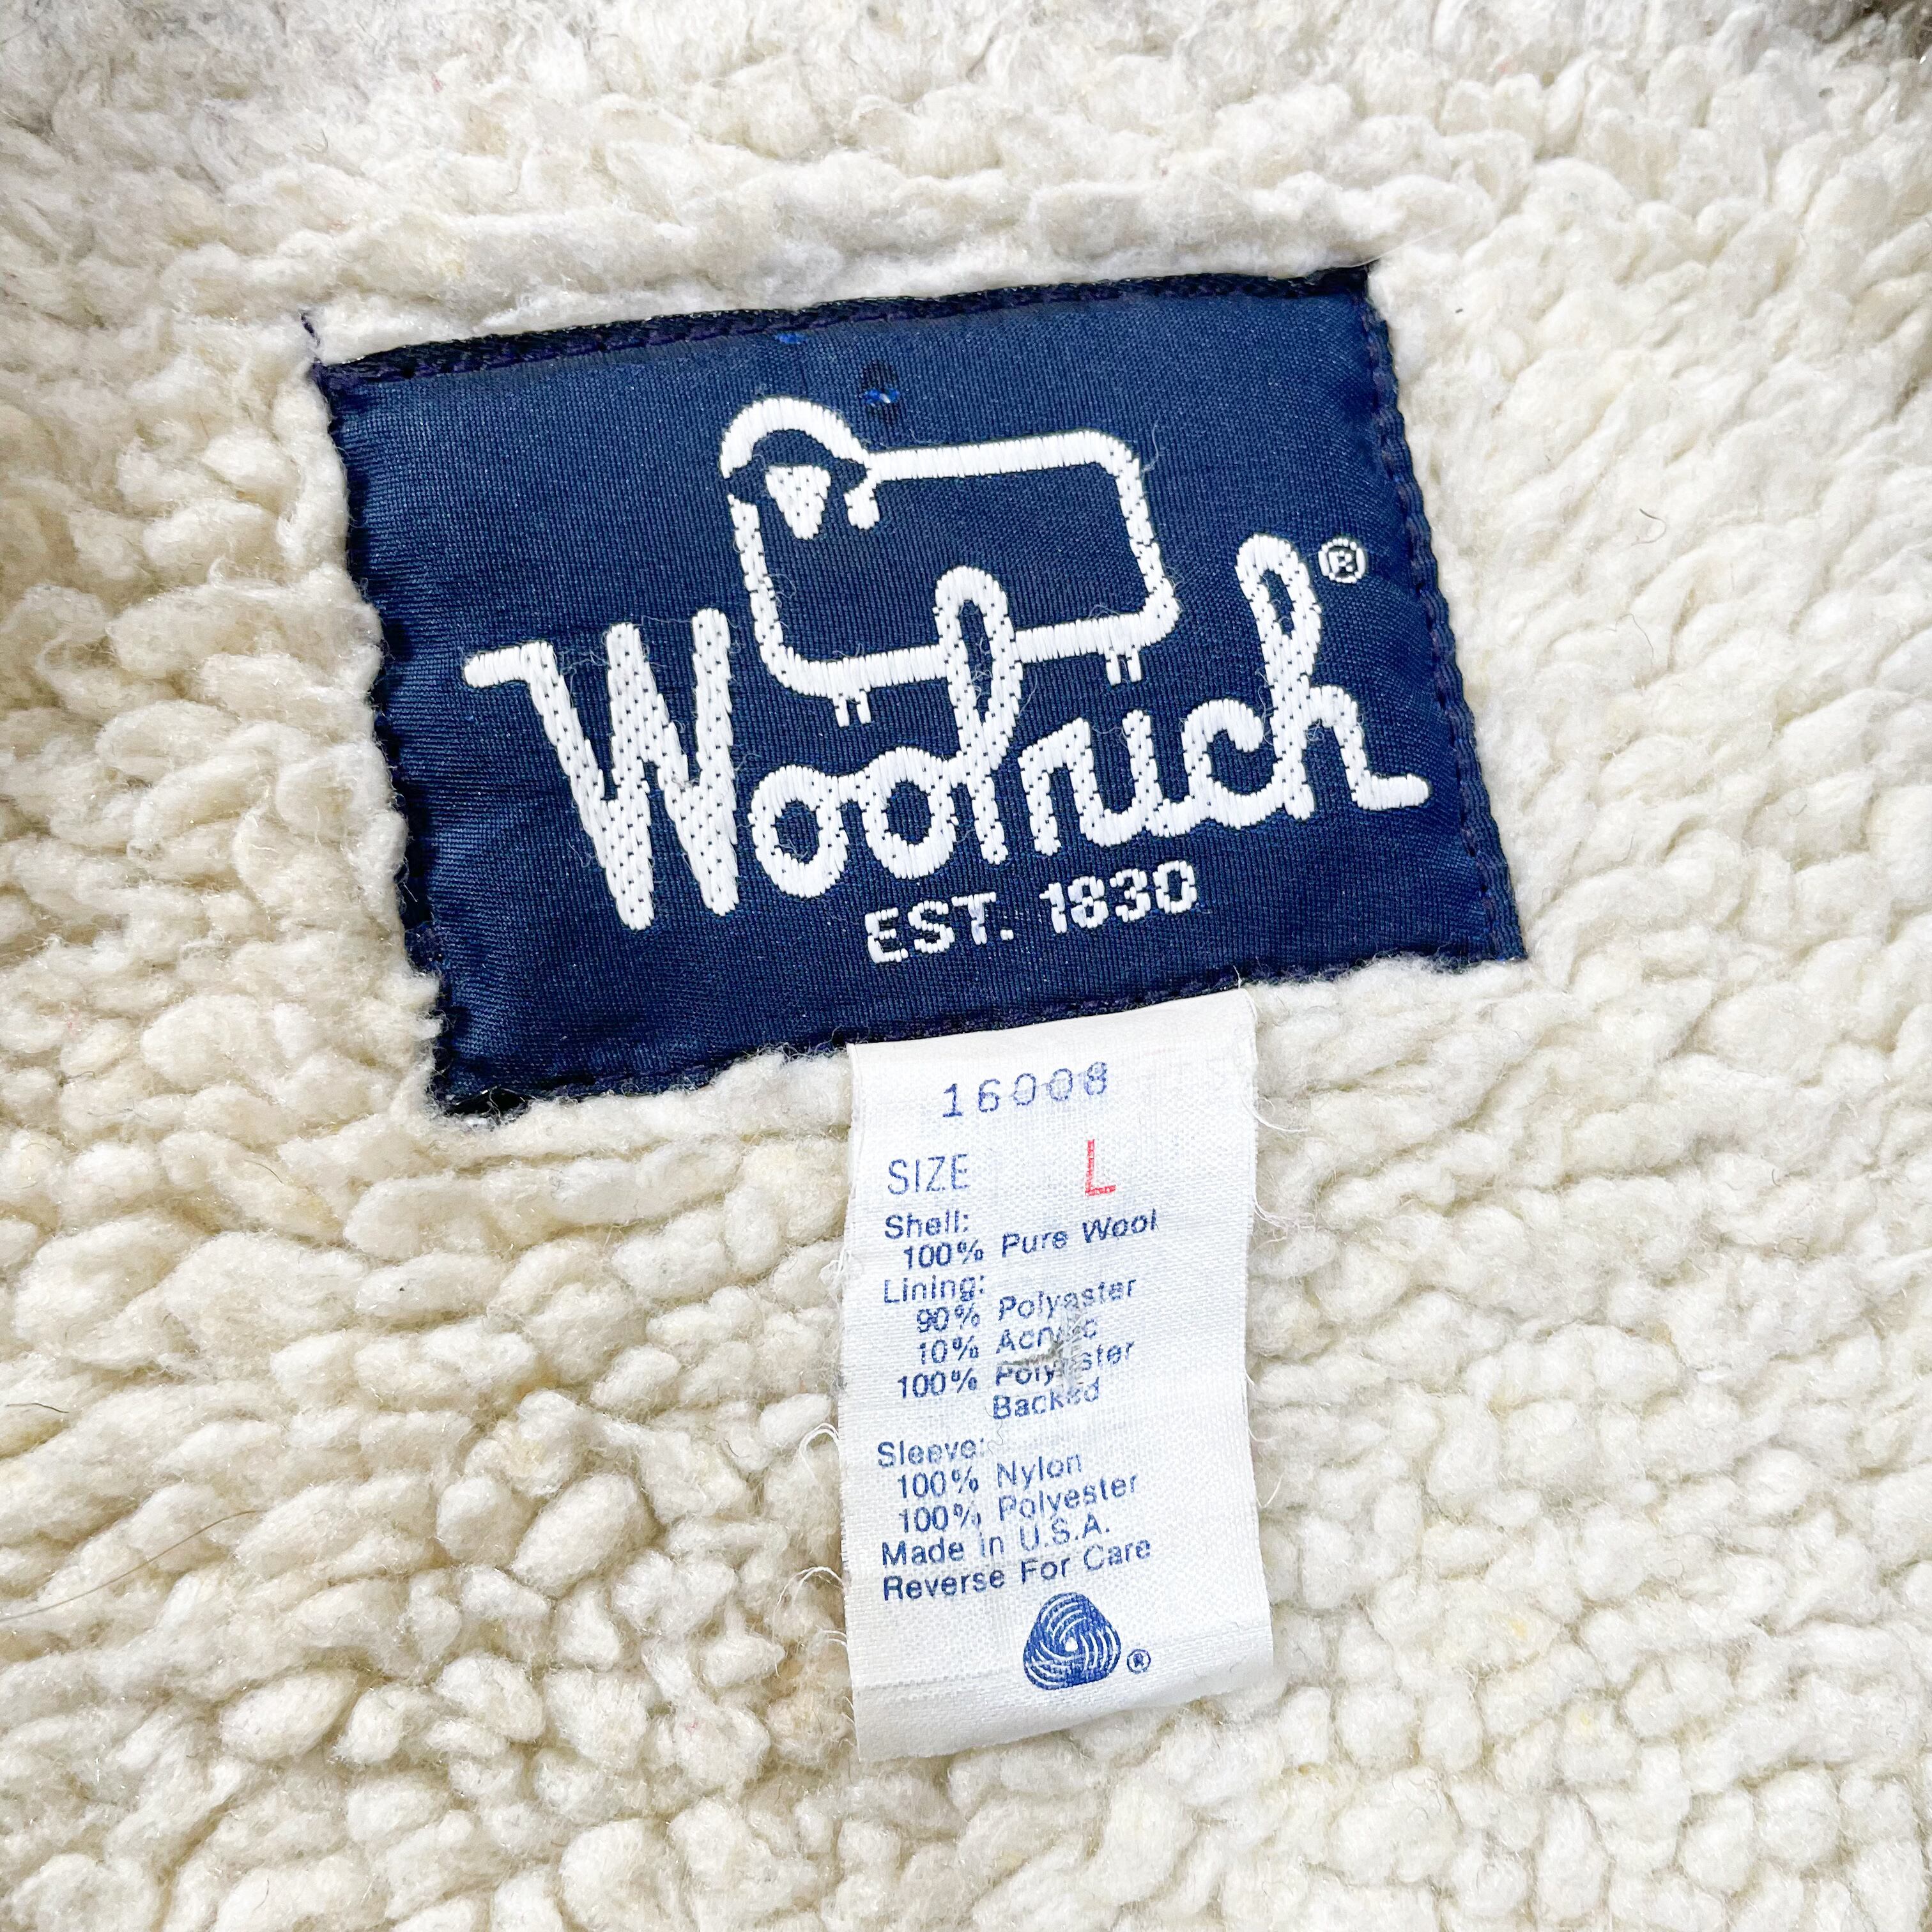 Woolrich®
EST. 1830
16008
SIZE L
Shell:
100% Pure Wool
Lining:
90% Polyester
10% Acrylic
100% Polyester
Backed
Sleeve:
100% Nylon
100% Polyester
Made in U.S.A.
Reverse For Care
®